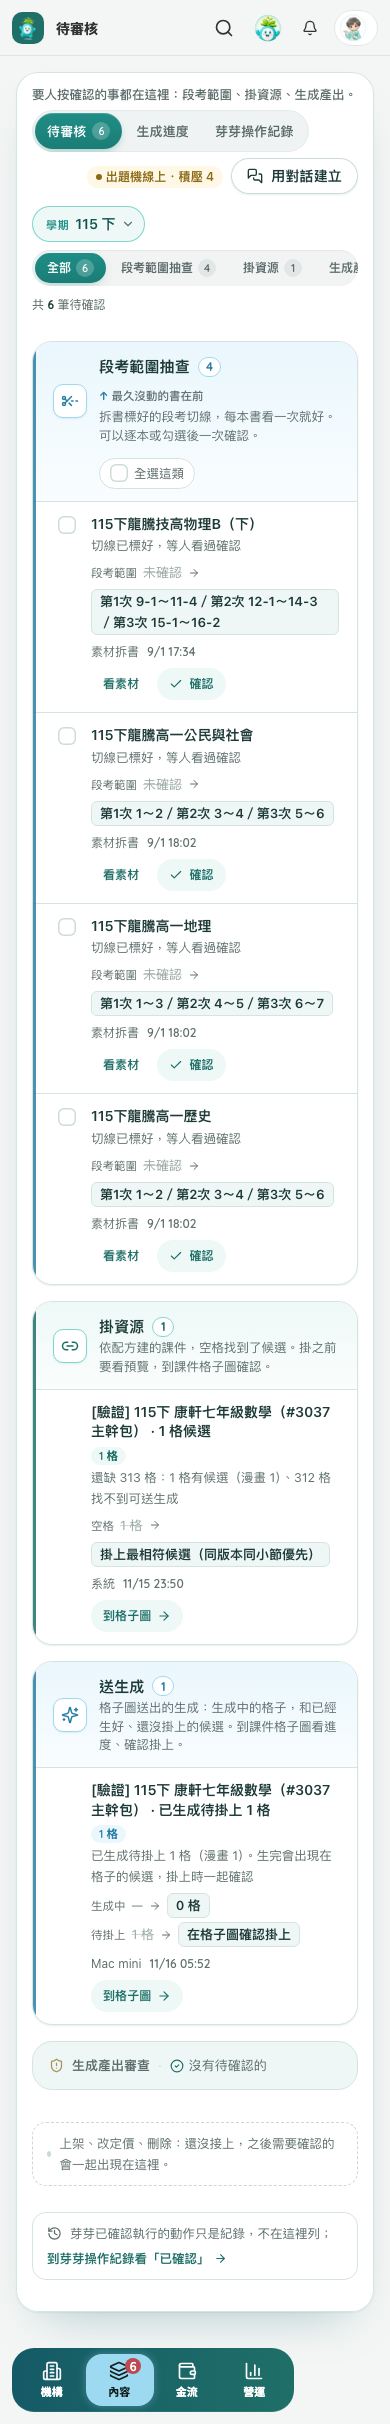 待審核
要人按確認的事都在這裡：段考範圍、掛資源、生成產出。
待審核 6 生成進度 芽芽操作紀錄
出題機線上 · 積壓 4 用對話建立
學期 115 下
全部 6 段考範圍抽查 4 掛資源 1
共 6 筆待確認
段考範圍抽查 4
↑ 最久沒動的書在前
拆書標好的段考切線，每本書看一次就好。
可以逐本或勾選後一次確認。
全選這類
115下龍騰技高物理B（下）
切線已標好，等人看過確認
段考範圍 未確認 →
第1次 9-1～11-4 / 第2次 12-1～14-3
/ 第3次 15-1～16-2
素材拆書 9/1 17:34
看素材 確認
115下龍騰高一公民與社會
切線已標好，等人看過確認
段考範圍 未確認 →
第1次 1～2 / 第2次 3～4 / 第3次 5～6
素材拆書 9/1 18:02
看素材 確認
115下龍騰高一地理
切線已標好，等人看過確認
段考範圍 未確認 →
第1次 1～3 / 第2次 4～5 / 第3次 6～7
素材拆書 9/1 18:02
看素材 確認
115下龍騰高一歷史
切線已標好，等人看過確認
段考範圍 未確認 →
第1次 1～2 / 第2次 3～4 / 第3次 5～6
素材拆書 9/1 18:02
看素材 確認
掛資源 1
依配方建的課件，空格找到了候選。掛之前
要看預覽，到課件格子圖確認。
[驗證] 115下 康軒七年級數學（#3037
主幹包）· 1 格候選
1 格
還缺 313 格：1 格有候選（漫畫 1）、312 格
找不到可送生成
空格 1 格 →
掛上最相符候選（同版本同小節優先）
系統 11/15 23:50
到格子圖 →
送生成 1
格子圖送出的生成：生成中的格子，和已經
生好、還沒掛上的候選。到課件格子圖看進
度、確認掛上。
[驗證] 115下 康軒七年級數學（#3037
主幹包）· 已生成待掛上 1 格
1 格
已生成待掛上 1 格（漫畫 1）。生完會出現在
格子的候選，掛上時一起確認
生成中 — → 0 格
待掛上 1 格 → 在格子圖確認掛上
Mac mini 11/16 05:52
到格子圖 →
生成產出審查 · 沒有待確認的
上架、改定價、刪除：還沒接上，之後需要確認的
會一起出現在這裡。
芽芽已確認執行的動作只是紀錄，不在這裡列；
到芽芽操作紀錄看「已確認」 →
6
機構 內容 金流 營運